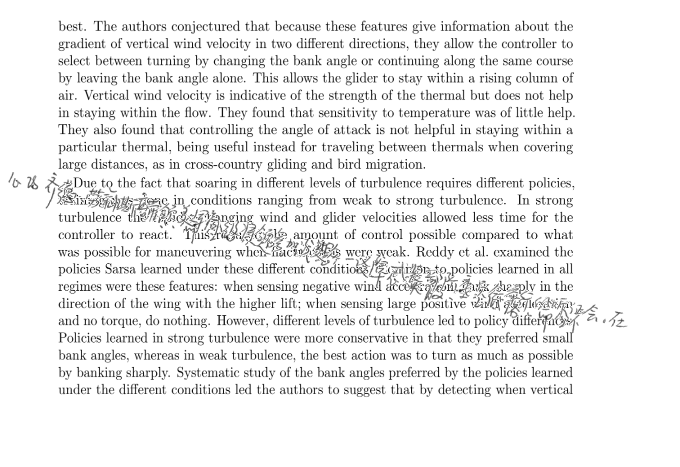 best. The authors conjectured that because these features give information about the
gradient of vertical wind velocity in two different directions, they allow the controller to
select between turning by changing the bank angle or continuing along the same course
by leaving the bank angle alone. This allows the glider to stay within a rising column of
air. Vertical wind velocity is indicative of the strength of the thermal but does not help
in staying within the flow. They found that sensitivity to temperature was of little help.
They also found that controlling the angle of attack is not helpful in staying within a
particular thermal, being useful instead for traveling between thermals when covering
large distances, as in cross-country gliding and bird migration.
Due to the fact that soaring in different levels of turbulence requires different policies,
in conditions ranging from weak to strong turbulence. In strong
turbulence the wind and glider velocities allowed less time for the
controller to react. amount of control possible compared to what
was possible for maneuvering when were weak. Reddy et al. examined the
policies Sarsa learned under these different conditions. to policies learned in all
regimes were these features: when sensing negative wind in the
direction of the wing with the higher lift; when sensing large positive
and no torque, do nothing. However, different levels of turbulence led to policy differences.
Policies learned in strong turbulence were more conservative in that they preferred small
bank angles, whereas in weak turbulence, the best action was to turn as much as possible
by banking sharply. Systematic study of the bank angles preferred by the policies learned
under the different conditions led the authors to suggest that by detecting when vertical